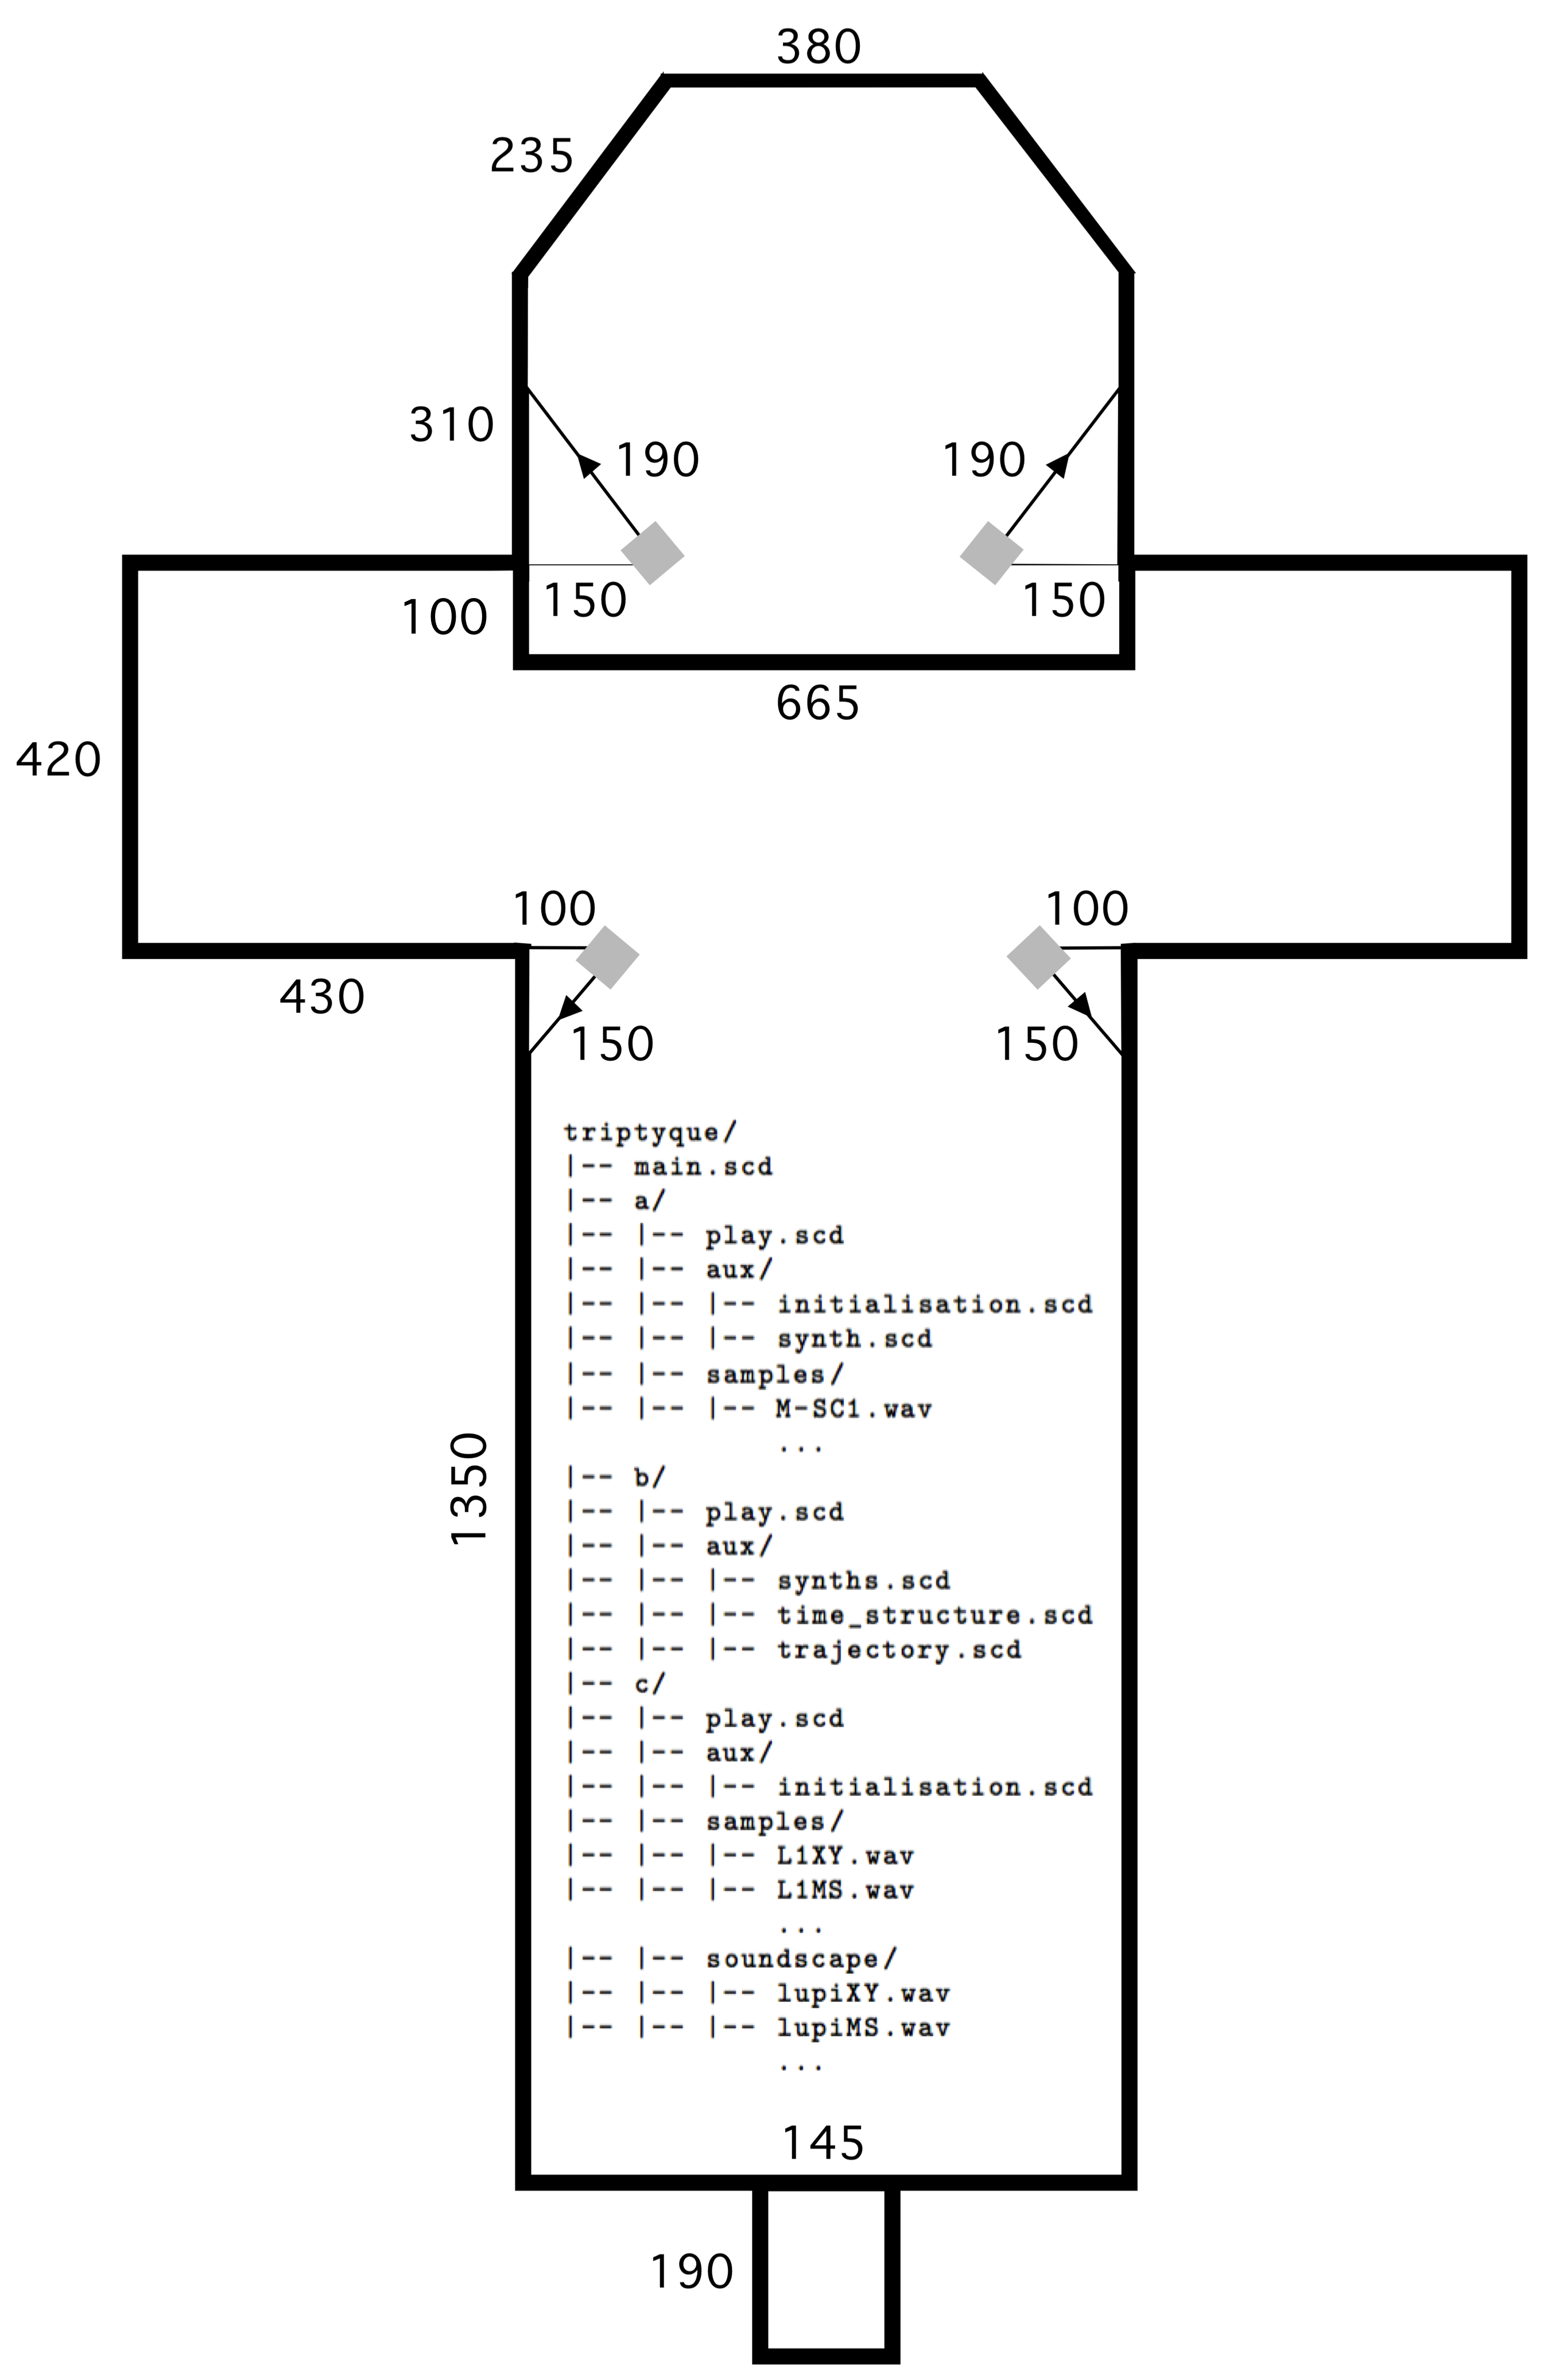 380
235
310
190 190
100 150 150
665
420
100 100
430
150 150
triptyque/
|-- main.scd
|-- a/
|-- |-- play.scd
|-- |-- aux/
|-- |-- |-- initialisation.scd
|-- |-- |-- synth.scd
|-- |-- samples/
|-- |-- |-- M-SC1.wav
...
|-- b/
|-- |-- play.scd
|-- |-- aux/
|-- |-- |-- synths.scd
|-- |-- |-- time_structure.scd
|-- |-- |-- trajectory.scd
|-- c/
|-- |-- play.scd
|-- |-- aux/
|-- |-- |-- initialisation.scd
|-- |-- samples/
|-- |-- |-- L1XY.wav
|-- |-- |-- L1MS.wav
...
|-- |-- soundscape/
|-- |-- |-- lupiXY.wav
|-- |-- |-- lupiMS.wav
...
1350
145
190